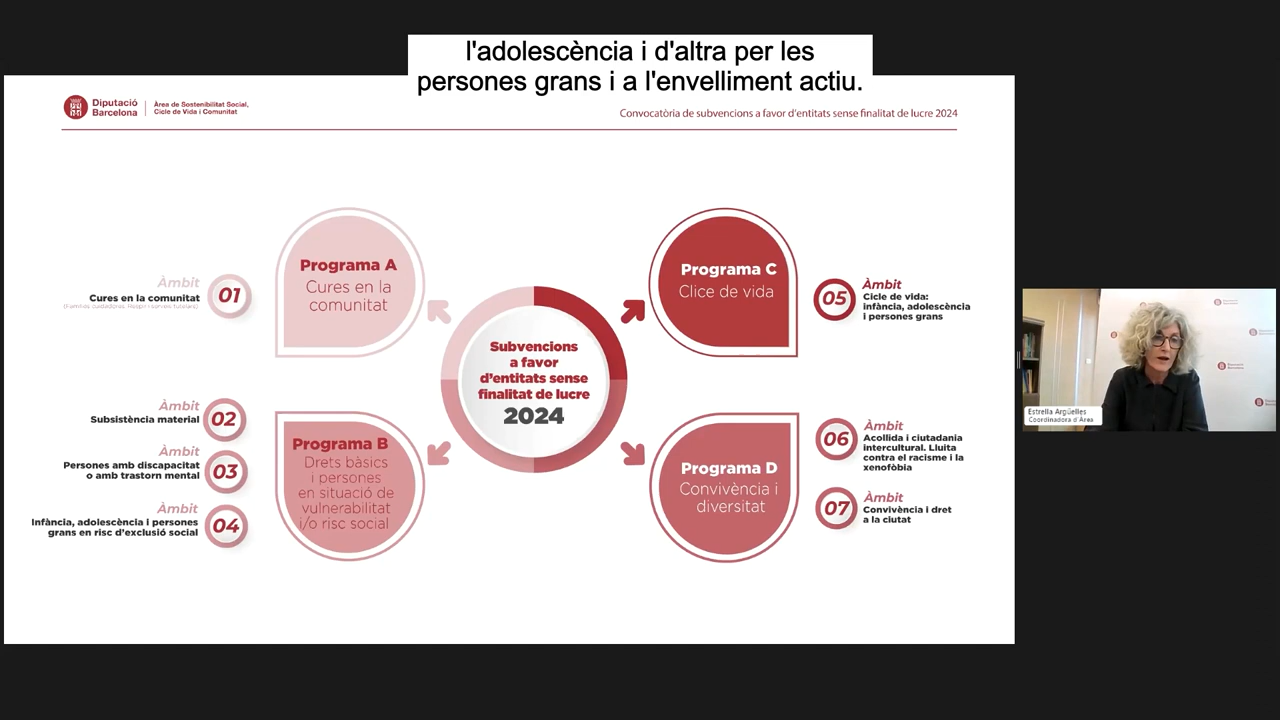 l'adolescència i d'altra per les
persones grans i a l'envelliment actiu.
Diputació
Barcelona
Àrea de Sostenibilitat Social,
Cicle de Vida i Comunitat
Convocatòria de subvencions a favor d'entitats sense finalitat de lucre 2024
Àmbit
01
Cures en la comunitat
Programa A
Cures en la
comunitat
Àmbit
02
Subsistència material
Àmbit
03
Persones amb discapacitat
o amb trastorn mental
Àmbit
04
Infància, adolescència i persones
grans en risc d'exclusió social
Programa B
Drets bàsics
i persones
en situació de
vulnerabilitat
i/o risc social
Subvencions
a favor
d'entitats sense
finalitat de lucre
2024
Programa C
Clice de vida
Àmbit
05
Cicle de vida:
infància, adolescència
i persones grans
Programa D
Convivència i
diversitat
Àmbit
06
Acollida i ciutadania
intercultural. Lluita
contra el racisme i la
xenofòbia
Àmbit
07
Convivència i dret
a la ciutat
Estrella Argüelles
Coordinadora d'Àrea